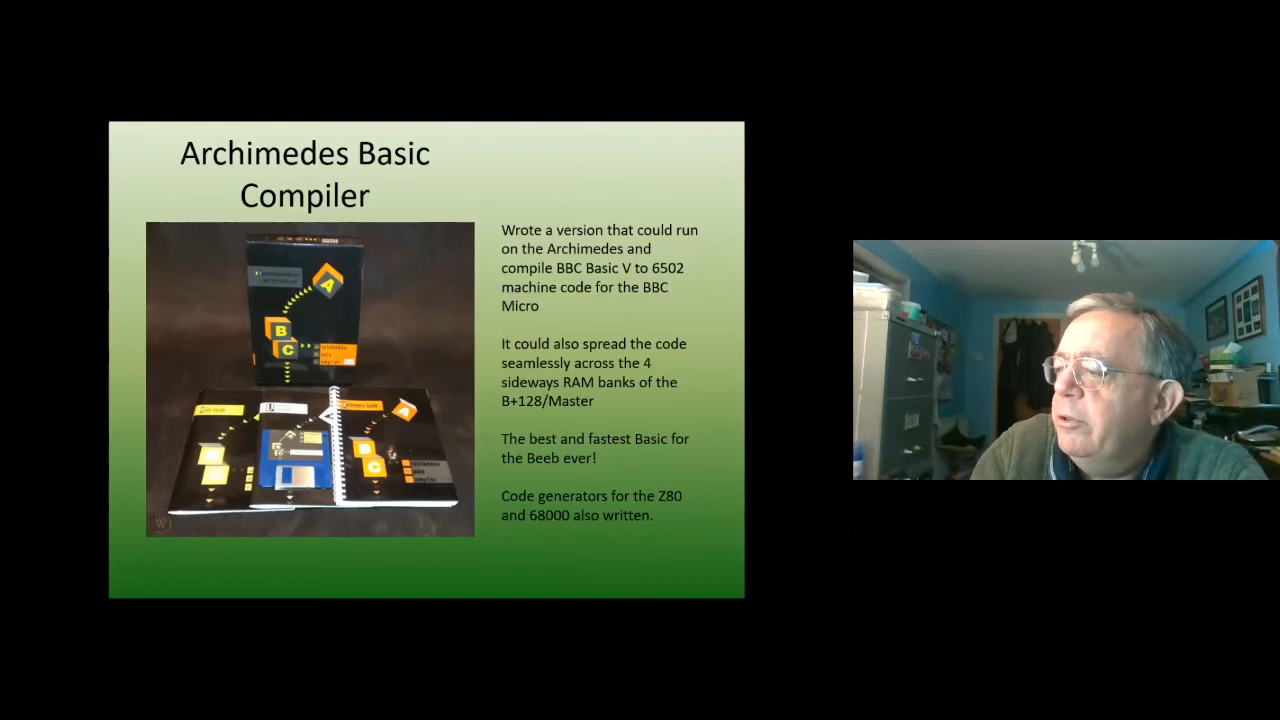 Archimedes Basic
Compiler
Wrote a version that could run
on the Archimedes and
compile BBC Basic V to 6502
machine code for the BBC
Micro
It could also spread the code
seamlessly across the 4
sideways RAM banks of the
B+128/Master
The best and fastest Basic for
the Beeb ever!
Code generators for the Z80
and 68000 also written.
A
B
C
A
B
C
W